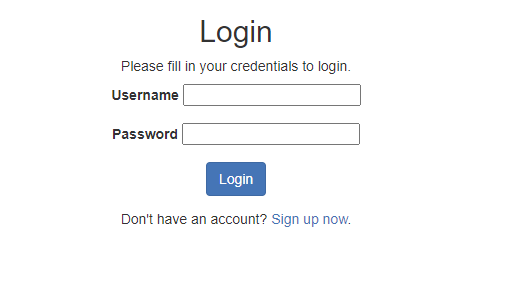 Login
Please fill in your credentials to login.
Username
Password
Login
Don't have an account? Sign up now.